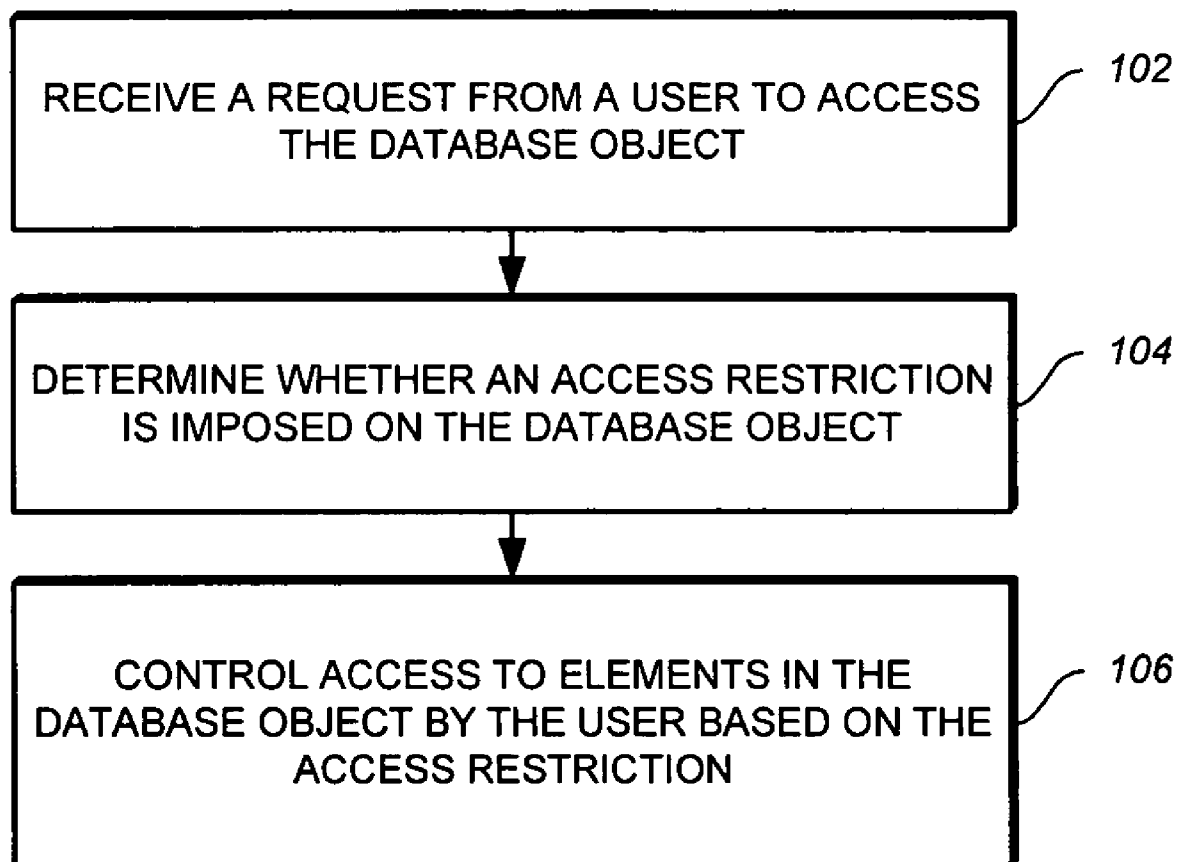 RECEIVE A REQUEST FROM A USER TO ACCESS
THE DATABASE OBJECT
102
DETERMINE WHETHER AN ACCESS RESTRICTION
IS IMPOSED ON THE DATABASE OBJECT
104
CONTROL ACCESS TO ELEMENTS IN THE
DATABASE OBJECT BY THE USER BASED ON THE
ACCESS RESTRICTION
106